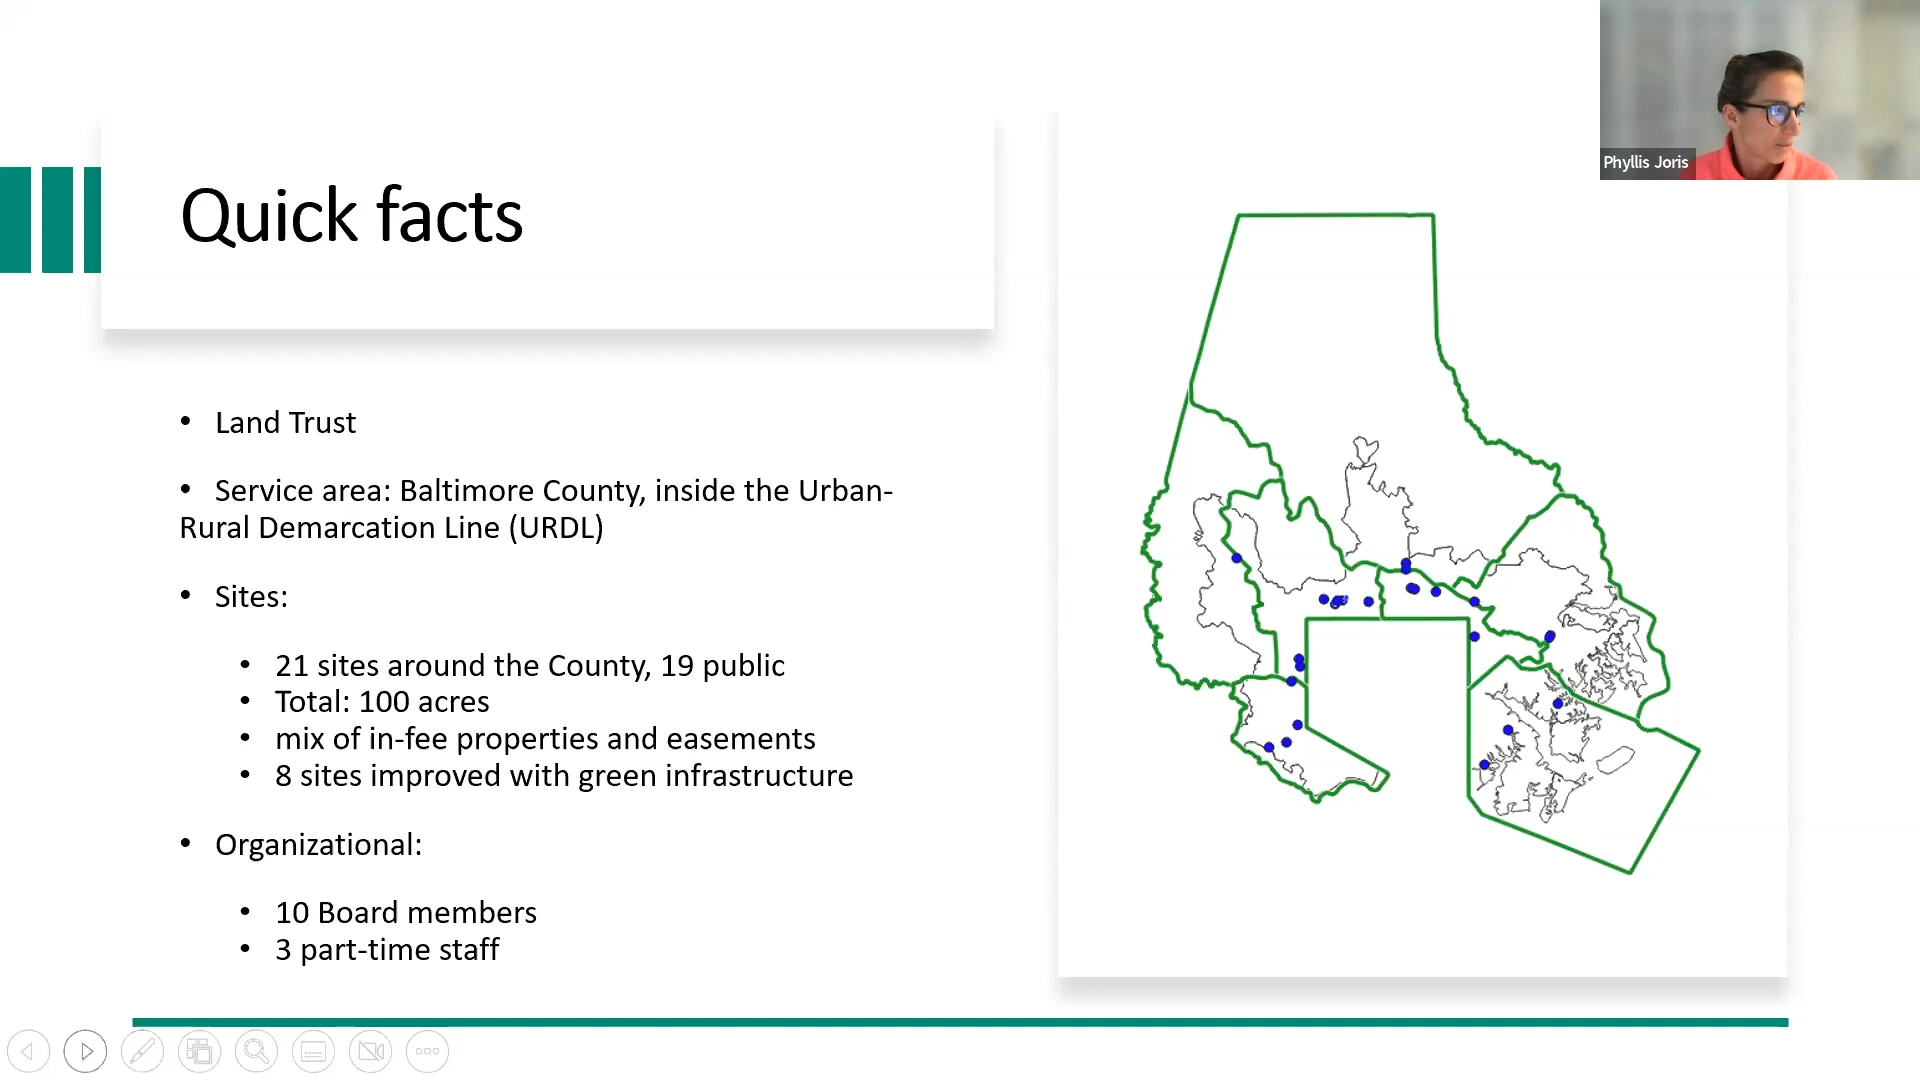 Phyllis Joris
Quick facts
• Land Trust
• Service area: Baltimore County, inside the Urban-
Rural Demarcation Line (URDL)
• Sites:
• 21 sites around the County, 19 public
• Total: 100 acres
• mix of in-fee properties and easements
• 8 sites improved with green infrastructure
• Organizational:
• 10 Board members
• 3 part-time staff